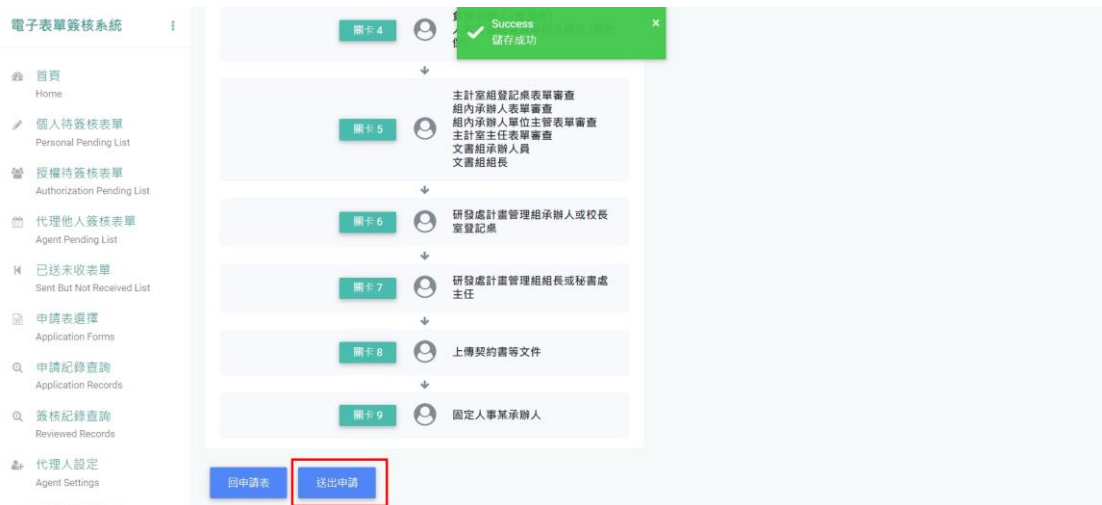 電子表單簽核系統
首頁
Home
個人待簽核表單
Personal Pending List
授權待簽核表單
Authorization Pending List
代理他人簽核表單
Agent Pending List
已送未收表單
Sent But Not Received List
申請表選擇
Application Forms
申請紀錄查詢
Application Records
簽核紀錄查詢
Reviewed Records
代理人設定
Agent Settings
關卡 4
Success
儲存成功
×
關卡 5
主計室組登記桌表單審查
組內承辦人表單審查
組內承辦人單位主管表單審查
主計室主任表單審查
文書組承辦人員
文書組組長
關卡 6
研發處計畫管理組承辦人或校長
室登記桌
關卡 7
研發處計畫管理組組長或秘書處
主任
關卡 8
上傳契約書等文件
關卡 9
固定人事某承辦人
回申請表
送出申請